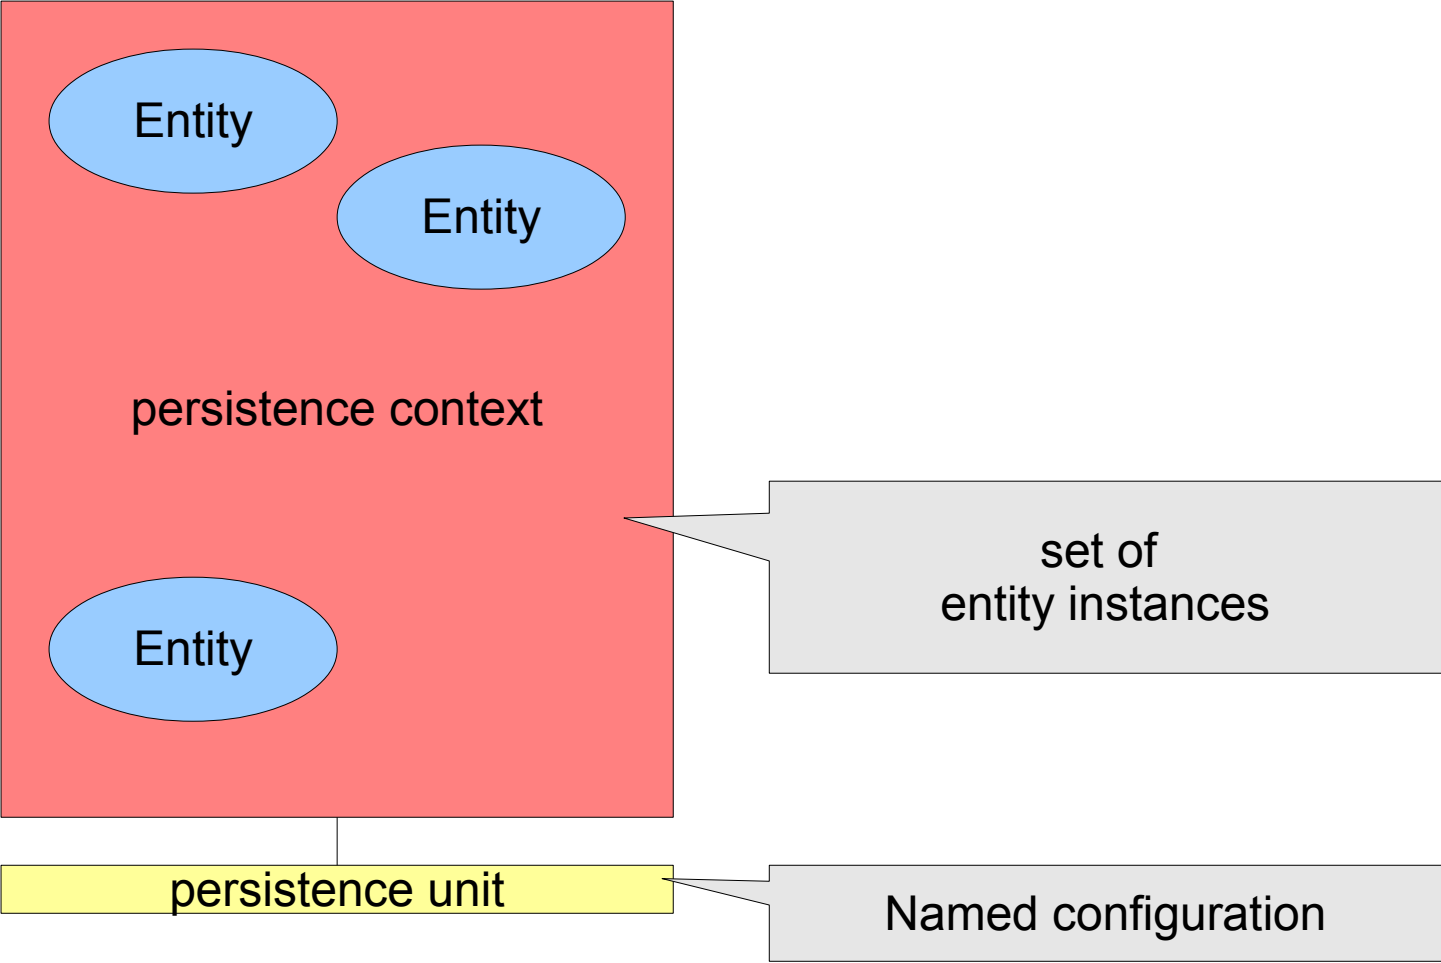 Entity
Entity
persistence context
set of
entity instances
Entity
persistence unit
Named configuration